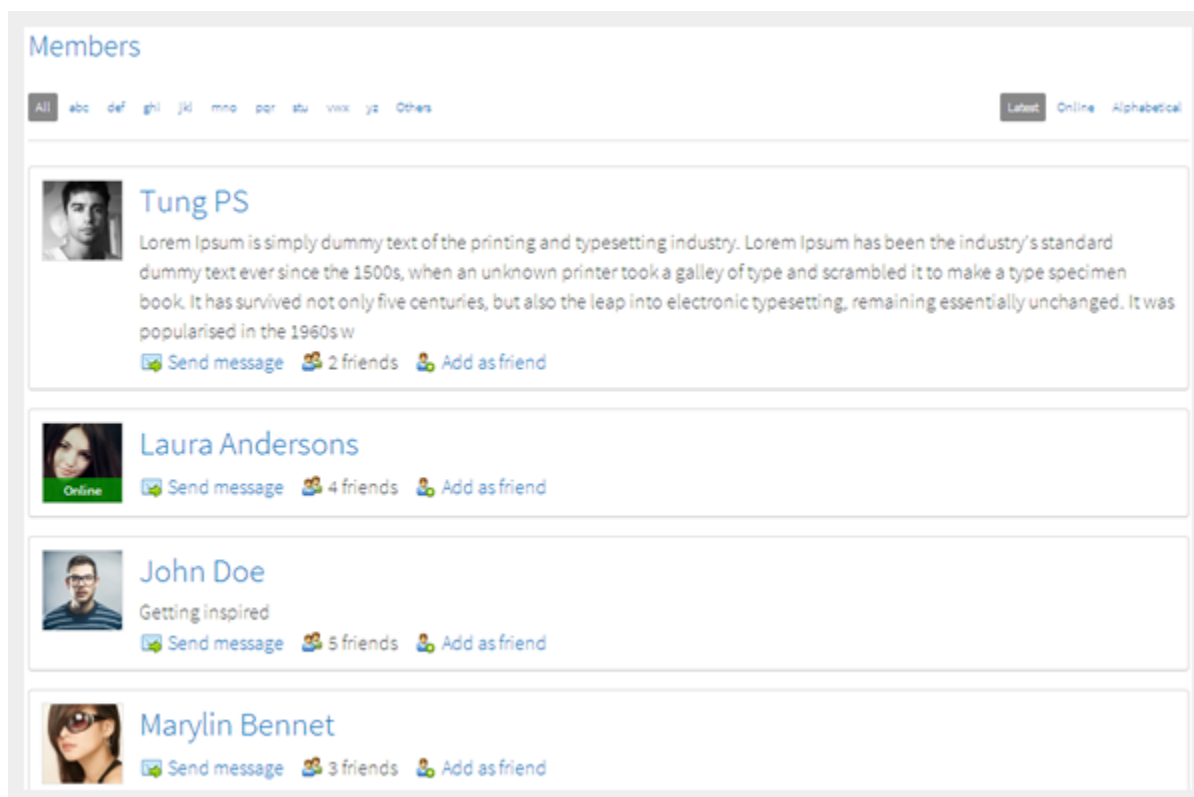 Members
All abc def ghi jkl mno pqr stu vwx yz Others Latest Online Alphabetical
Tung PS
Lorem Ipsum is simply dummy text of the printing and typesetting industry. Lorem Ipsum has been the industry's standard
dummy text ever since the 1500s, when an unknown printer took a galley of type and scrambled it to make a type specimen
book. It has survived not only five centuries, but also the leap into electronic typesetting, remaining essentially unchanged. It was
popularised in the 1960s w
Send message 2 friends Add as friend
Laura Andersons
Online Send message 4 friends Add as friend
John Doe
Getting inspired
Send message 5 friends Add as friend
Marylin Bennet
Send message 3 friends Add as friend